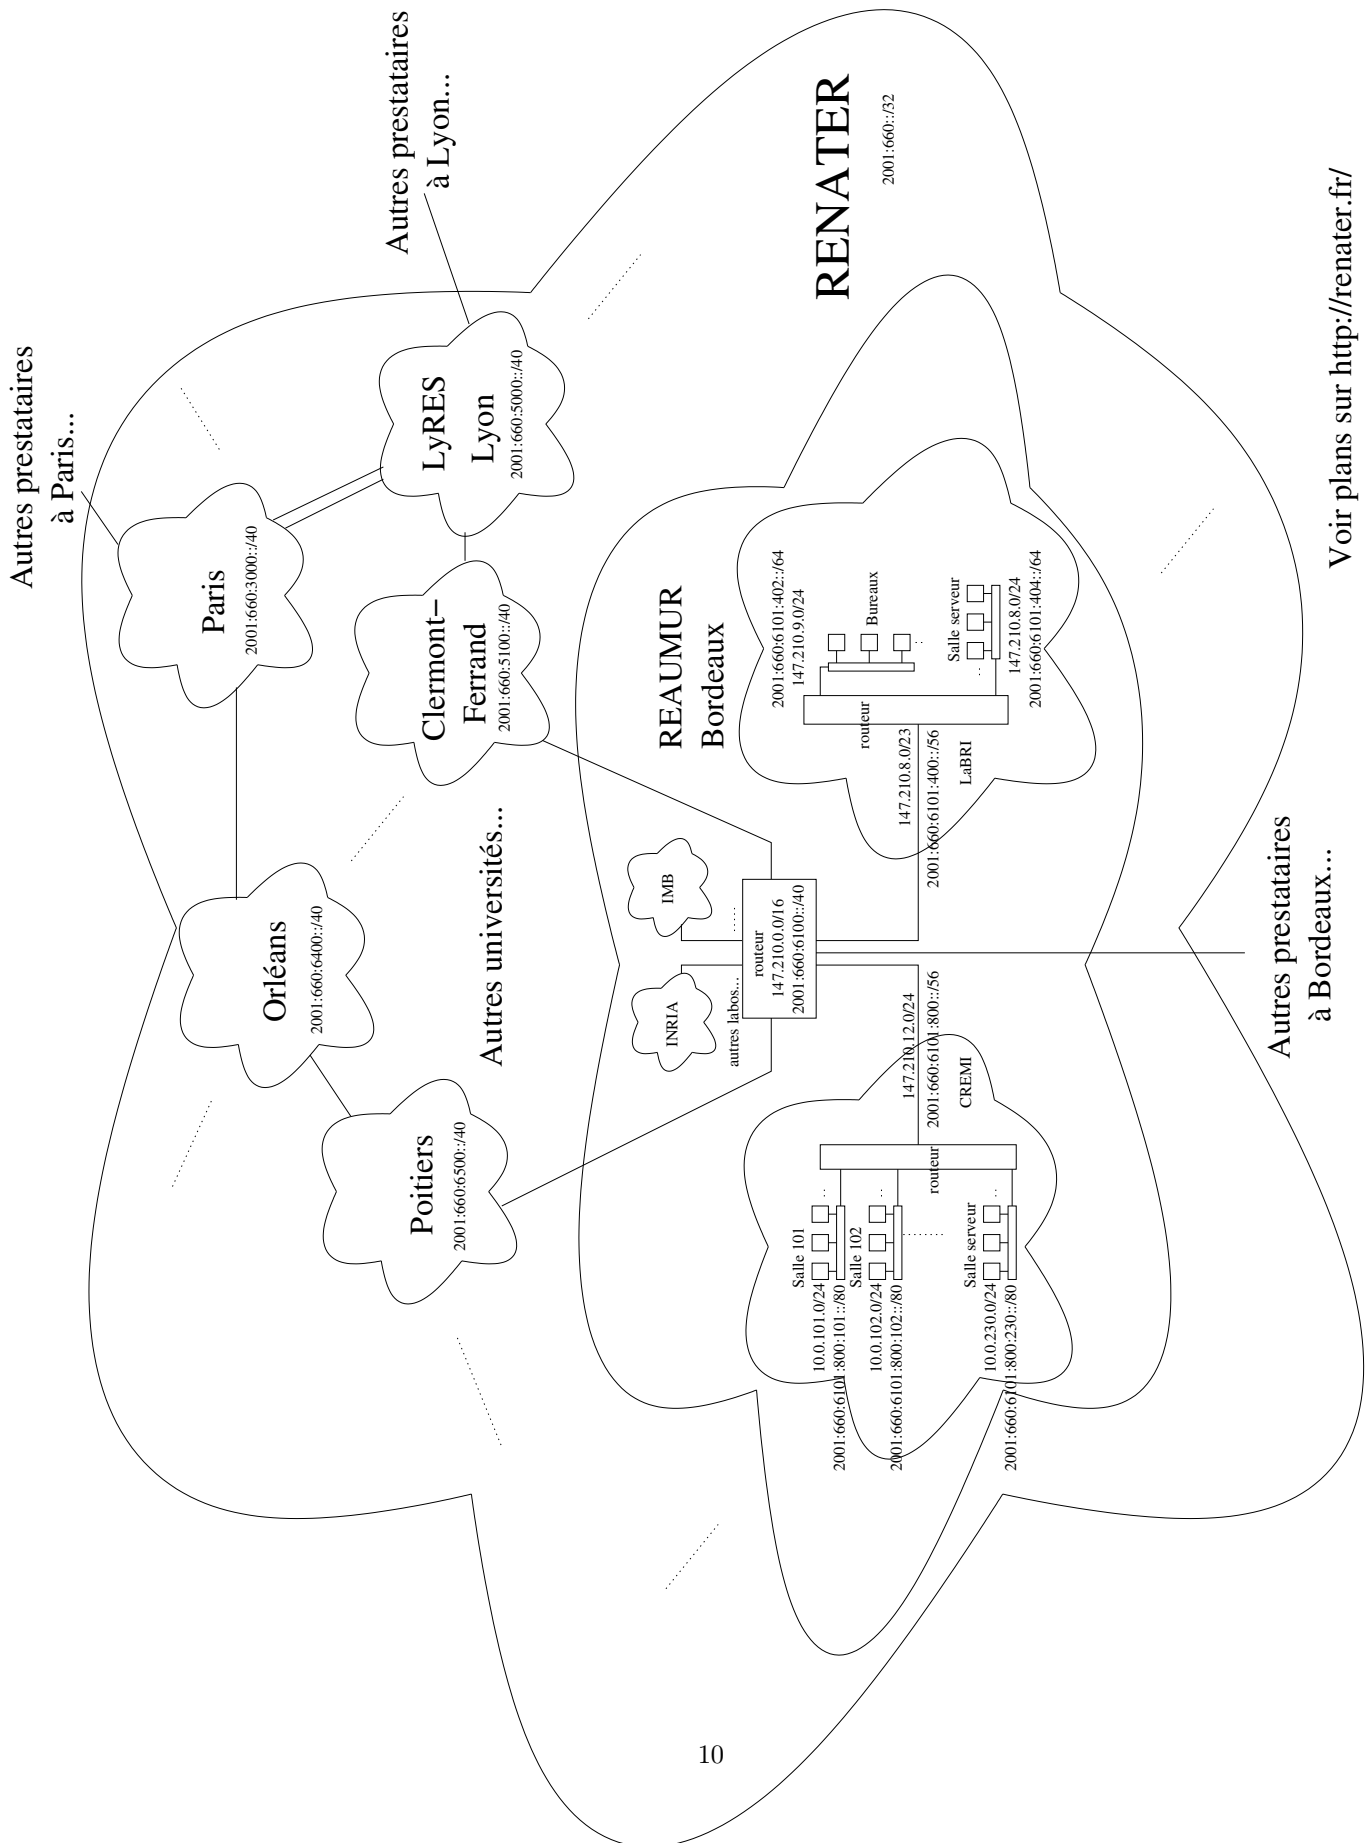 Autres prestataires
à Paris...
Autres prestataires
à Lyon...
Paris
2001:660:3000::/40
LyRES
Lyon
2001:660:5000::/40
Orléans
2001:660:6400::/40
Clermont–
Ferrand
2001:660:5100::/40
Poitiers
2001:660:6500::/40
Autres universités...
RENATER
2001:660::/32
REAUMUR
Bordeaux
IMB
INRIA
autres labos...
routeur
147.210.0.0/16
2001:660:6100::/40
2001:660:6101:402::/64
147.210.9.0/24
Bureaux
Salle serveur
147.210.8.0/24
2001:660:6101:404::/64
routeur
147.210.8.0/23
2001:660:6101:400::/56
LaBRI
147.210.12.0/24
2001:660:6101:800::/56
CREMI
routeur
Salle 101
10.0.101.0/24
2001:660:6101:800:101::/80
Salle 102
10.0.102.0/24
2001:660:6101:800:102::/80
Salle serveur
10.0.230.0/24
2001:660:6101:800:230::/80
Autres prestataires
à Bordeaux...
Voir plans sur http://renater.fr/
10